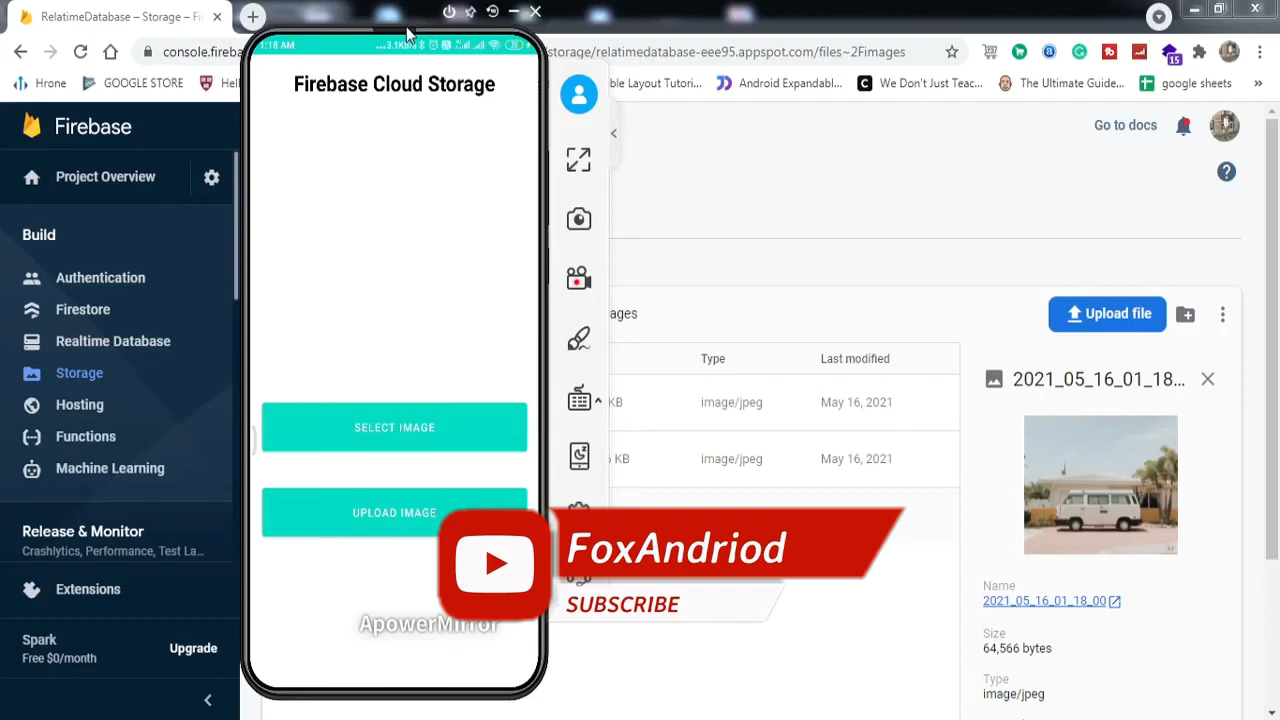 RelatimeDatabase – Storage – Fi
console.fireba
storage/relatimedatabase-eee95.appspot.com/files~2Fimages
Hrone
GOOGLE STORE
Hell
ble Layout Tutori...
Android Expandabl...
We Don't Just Teac...
The Ultimate Guide...
google sheets
15
1:18 AM
Firebase Cloud Storage
SELECT IMAGE
UPLOAD IMAGE
ApowerMirror
Firebase
Project Overview
Build
Authentication
Firestore
Realtime Database
Storage
Hosting
Functions
Machine Learning
Release & Monitor
Crashlytics, Performance, Test La...
Extensions
Spark
Free $0/month
Upgrade
Go to docs
ages
Upload file
Type
Last modified
KB
image/jpeg
May 16, 2021
KB
image/jpeg
May 16, 2021
2021_05_16_01_18...
Name
2021_05_16_01_18_00
Size
64,566 bytes
Type
image/jpeg
FoxAndriod
SUBSCRIBE